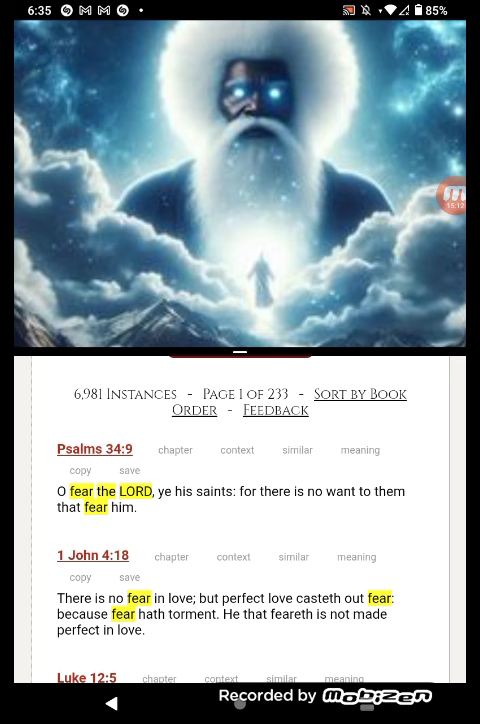 6:35 85%
15:12
6,981 Instances - Page 1 of 233 - Sort by Book
Order - Feedback
Psalms 34:9 chapter context similar meaning
copy save
O fear the LORD, ye his saints: for there is no want to them
that fear him.
1 John 4:18 chapter context similar meaning
copy save
There is no fear in love; but perfect love casteth out fear:
because fear hath torment. He that feareth is not made
perfect in love.
Luke 12:5 chapter context similar meaning
Recorded by Mobizen